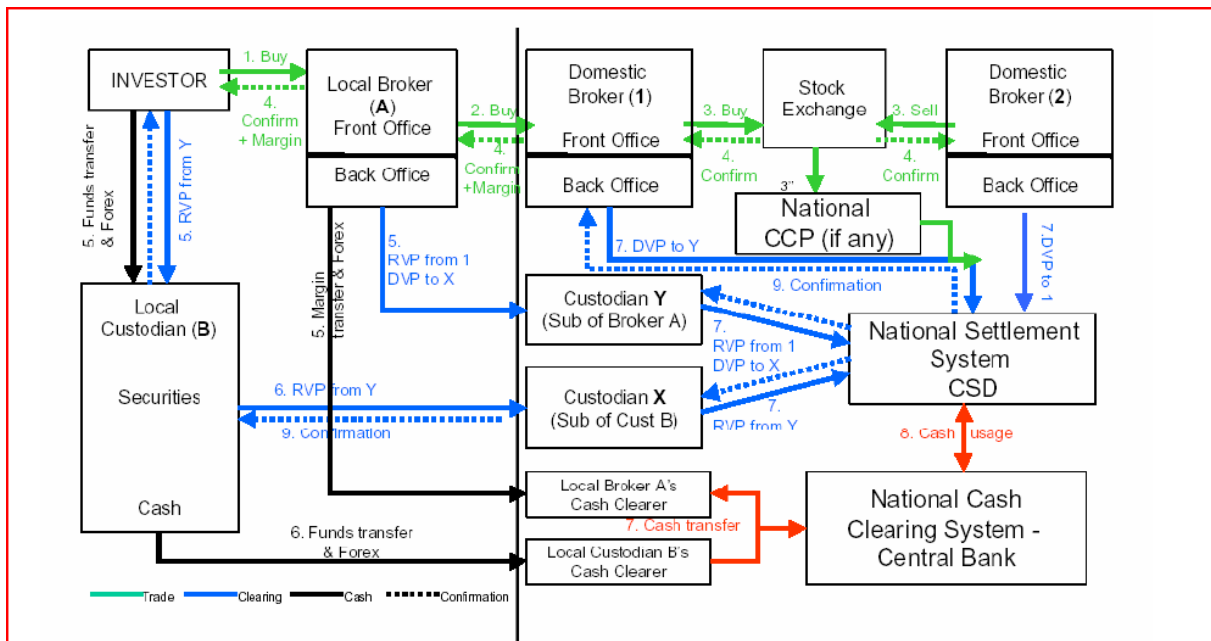 1. Buy
INVESTOR
4.
Confirm
+ Margin
Local Broker
(A)
Front Office
Back Office
2. Buy
4.
Confirm
+Margin
Domestic
Broker (1)
Front Office
Back Office
3. Buy
4.
Confirm
Stock
Exchange
3. Sell
4.
Confirm
Domestic
Broker (2)
Front Office
Back Office
3"
National
CCP (if any)
5. Funds transfer
& Forex
5. RVP from Y
5. Margin
transfer & Forex
5.
RVP from 1
DVP to X
7. DVP to Y
9. Confirmation
7.DVP to 1
Local
Custodian (B)
Securities
Cash
Custodian Y
(Sub of Broker A)
7.
RVP from 1
DVP to X
National Settlement
System
CSD
6. RVP from Y
9. Confirmation
Custodian X
(Sub of Cust B)
7.
RVP from Y
8. Cash usage
Local Broker A's
Cash Clearer
7. Cash transfer
National Cash
Clearing System -
Central Bank
6. Funds transfer
& Forex
Local Custodian B's
Cash Clearer
Trade
Clearing
Cash
Confirmation